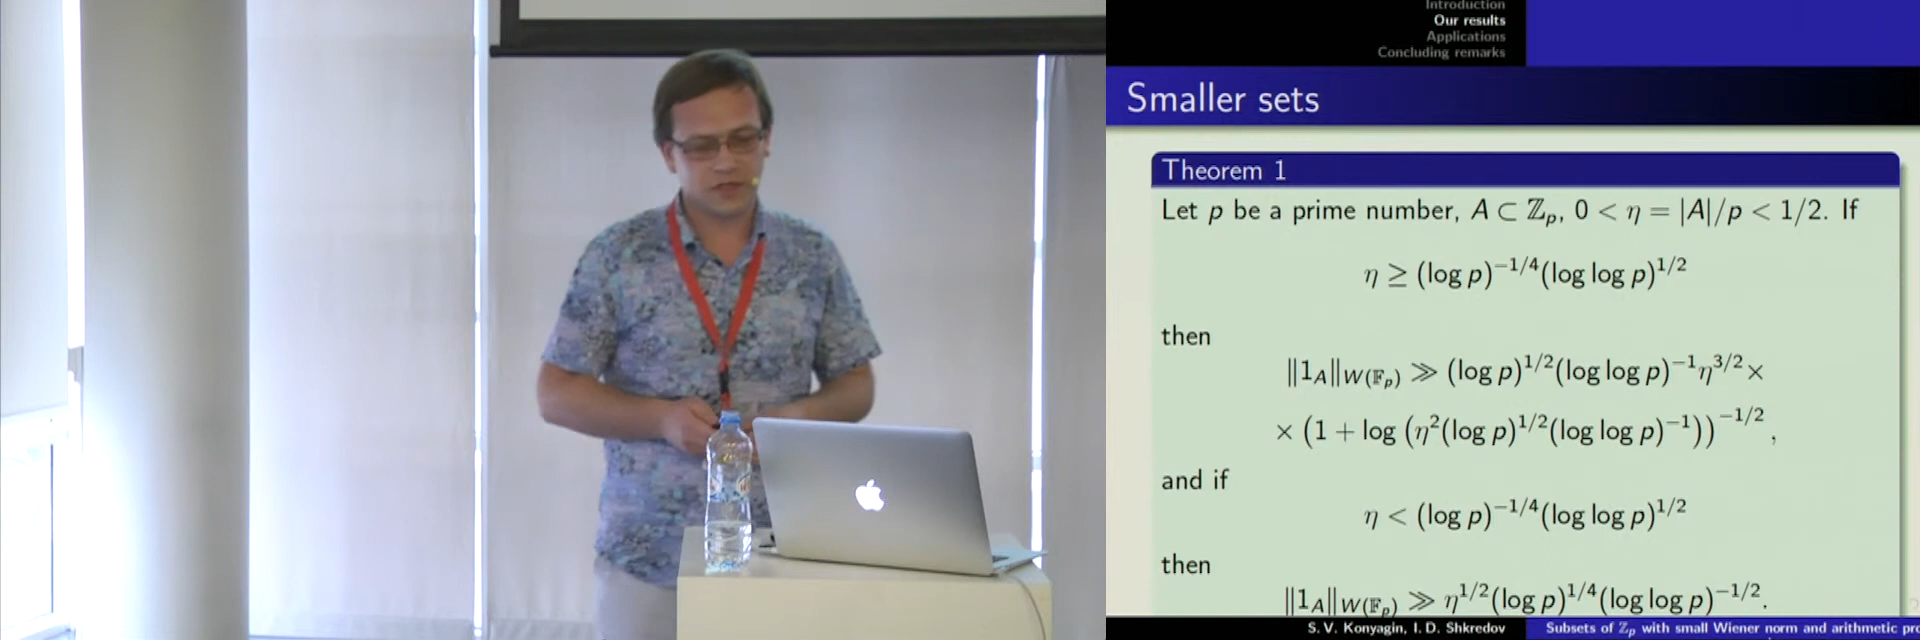 Introduction
Our results
Applications
Concluding remarks
Smaller sets
Theorem 1
Let p be a prime number, A ⊂ ℤₚ, 0 < η = |A|/p < 1/2. If
η ≥ (log p)^{−1/4}(log log p)^{1/2}
then
‖1_A‖_{W(𝔽_p)} ≫ (log p)^{1/2}(log log p)^{−1}η^{3/2}×
× (1 + log (η²(log p)^{1/2}(log log p)^{−1}))^{−1/2},
and if
η < (log p)^{−1/4}(log log p)^{1/2}
then
‖1_A‖_{W(𝔽_p)} ≫ η^{1/2}(log p)^{1/4}(log log p)^{−1/2}.
S. V. Konyagin, I. D. Shkredov Subsets of ℤₚ with small Wiener norm and arithmetic pro